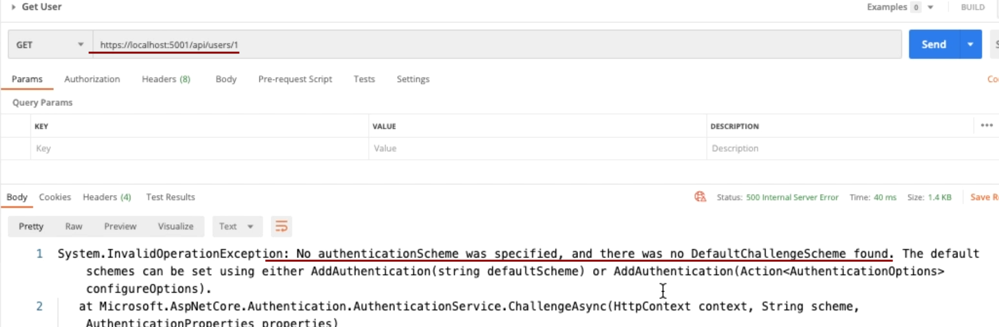 Get User
Examples 0
BUILD
GET
https://localhost:5001/api/users/1
Send
Params Authorization Headers (8) Body Pre-request Script Tests Settings
Query Params
KEY VALUE DESCRIPTION
Key Value Description
Body Cookies Headers (4) Test Results
Status: 500 Internal Server Error Time: 40 ms Size: 1.4 KB
Pretty Raw Preview Visualize Text
1 System.InvalidOperationException: No authenticationScheme was specified, and there was no DefaultChallengeScheme found. The default
schemes can be set using either AddAuthentication(string defaultScheme) or AddAuthentication(Action<AuthenticationOptions>
configureOptions).
2 at Microsoft.AspNetCore.Authentication.AuthenticationService.ChallengeAsync(HttpContext context, String scheme,
AuthenticationProperties properties)